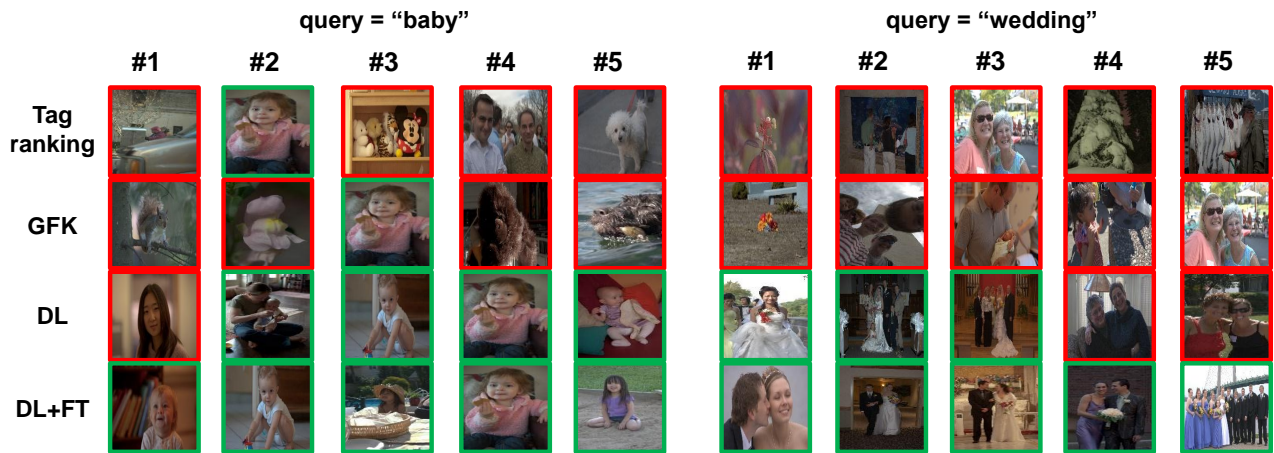 query = “baby”
query = “wedding”
#1 #2 #3 #4 #5
#1 #2 #3 #4 #5
Tag
ranking
GFK
DL
DL+FT